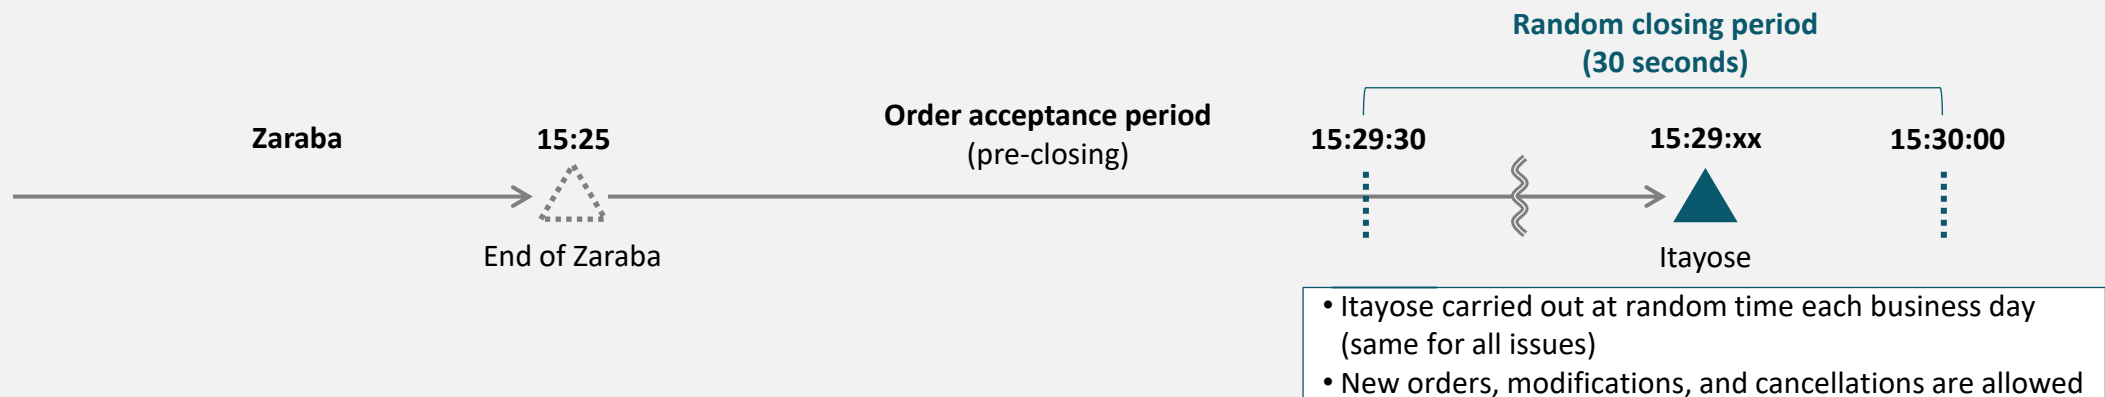 Random closing period
(30 seconds)
Zaraba
15:25
Order acceptance period
(pre-closing)
15:29:30
15:29:xx
15:30:00
End of Zaraba
Itayose
• Itayose carried out at random time each business day
(same for all issues)
• New orders, modifications, and cancellations are allowed